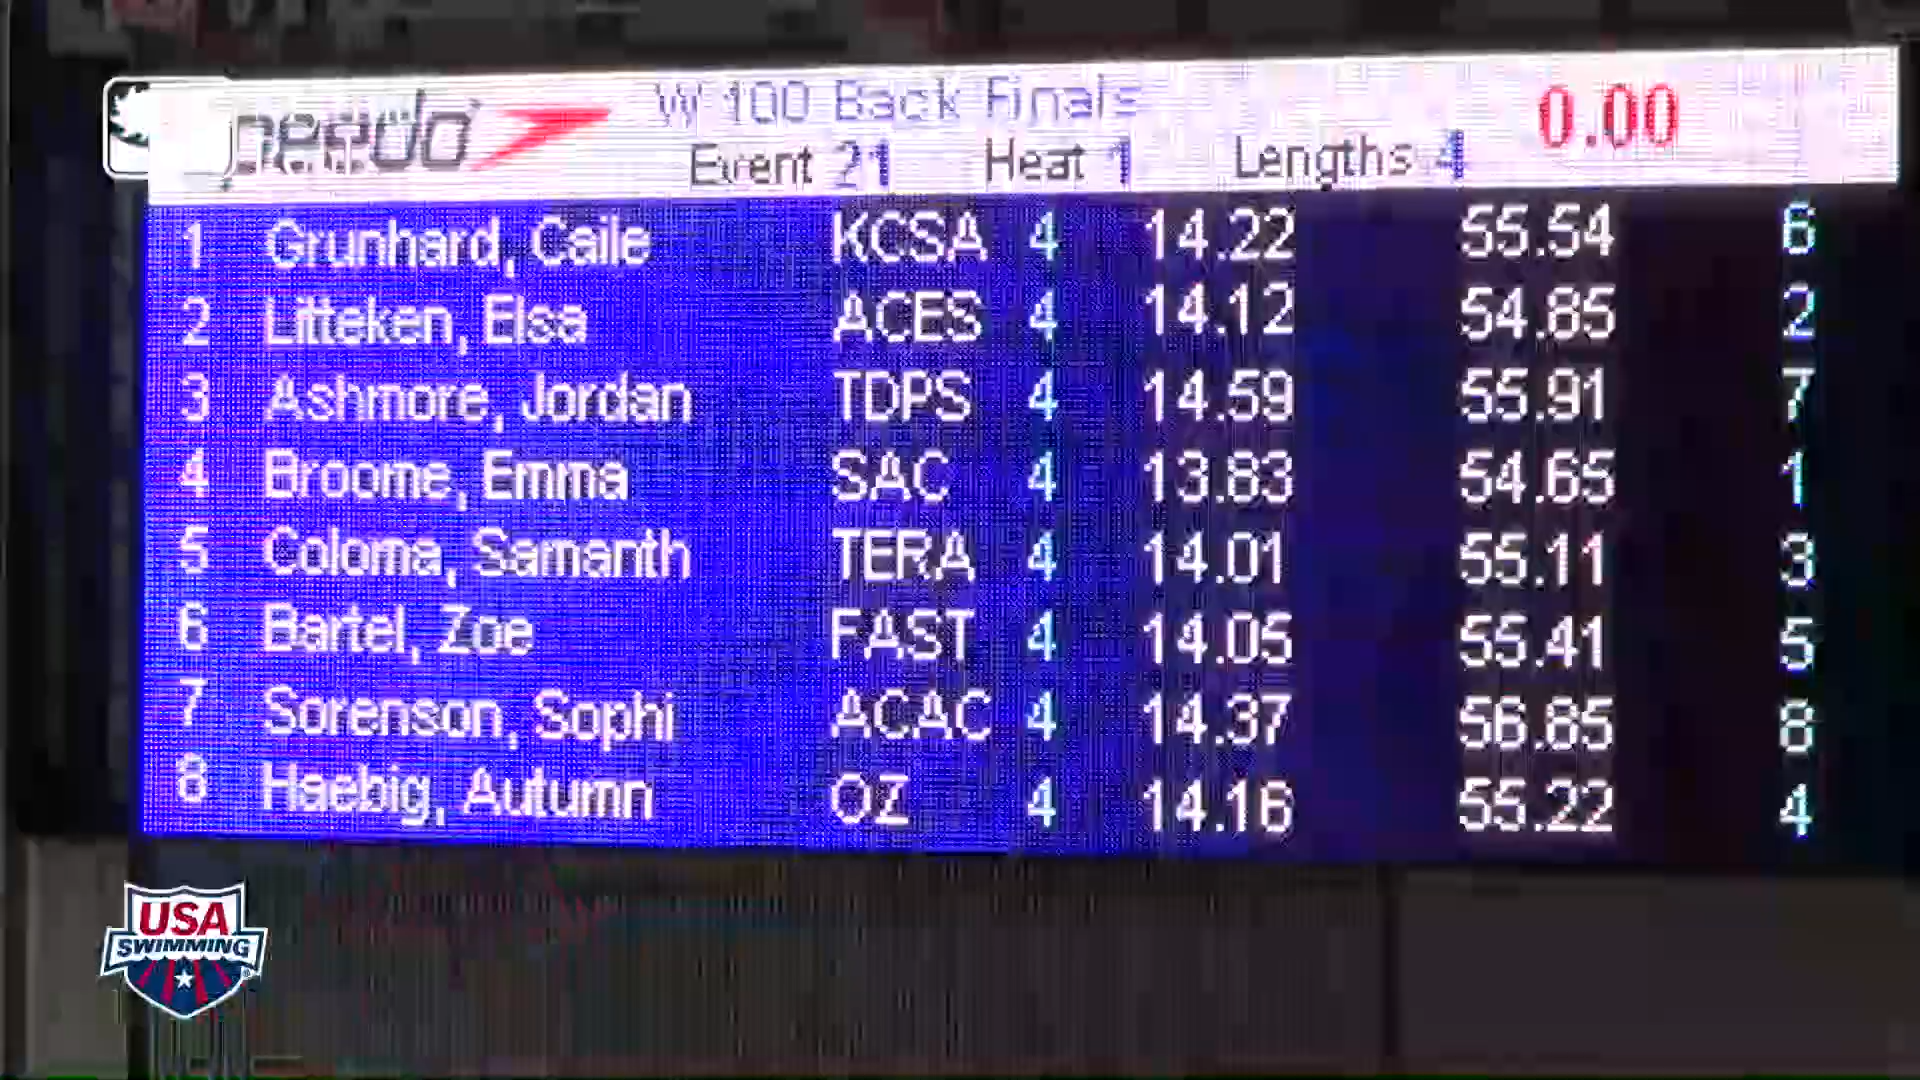 speedo W 100 Back Finals 0.00
Event 21 Heat 1 Lengths 4
1 Grunhard, Caile KCSA 4 14.22 55.54 6
2 Litteken, Elsa ACES 4 14.12 54.85 2
3 Ashmore, Jordan TDPS 4 14.59 55.91 7
4 Broome, Emma SAC 4 13.83 54.65 1
5 Coloma, Samanth TERA 4 14.01 55.11 3
6 Bartel, Zoe FAST 4 14.05 55.41 5
7 Sorenson, Sophi ACAC 4 14.37 56.85 8
8 Haebig, Autumn OZ 4 14.16 55.22 4
USA
SWIMMING